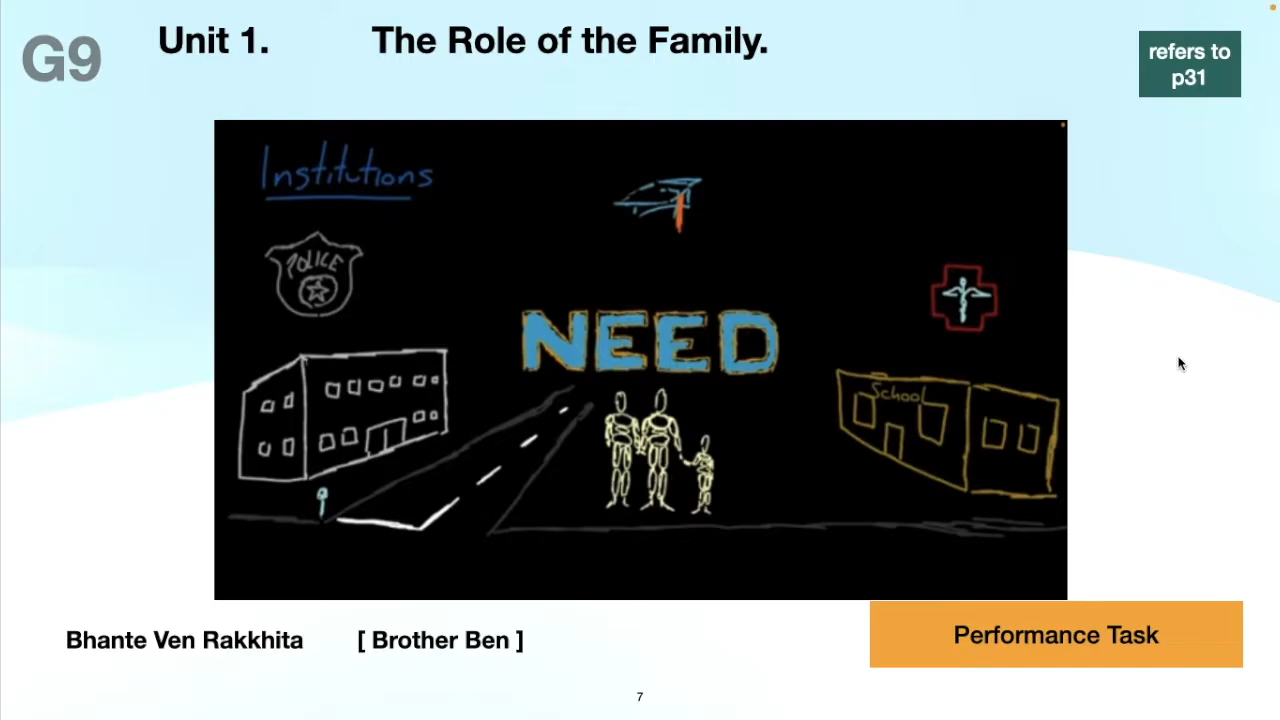 G9
Unit 1.
The Role of the Family.
refers to
p31
Institutions
POLICE
NEED
School
Bhante Ven Rakkhita
[ Brother Ben ]
Performance Task
7